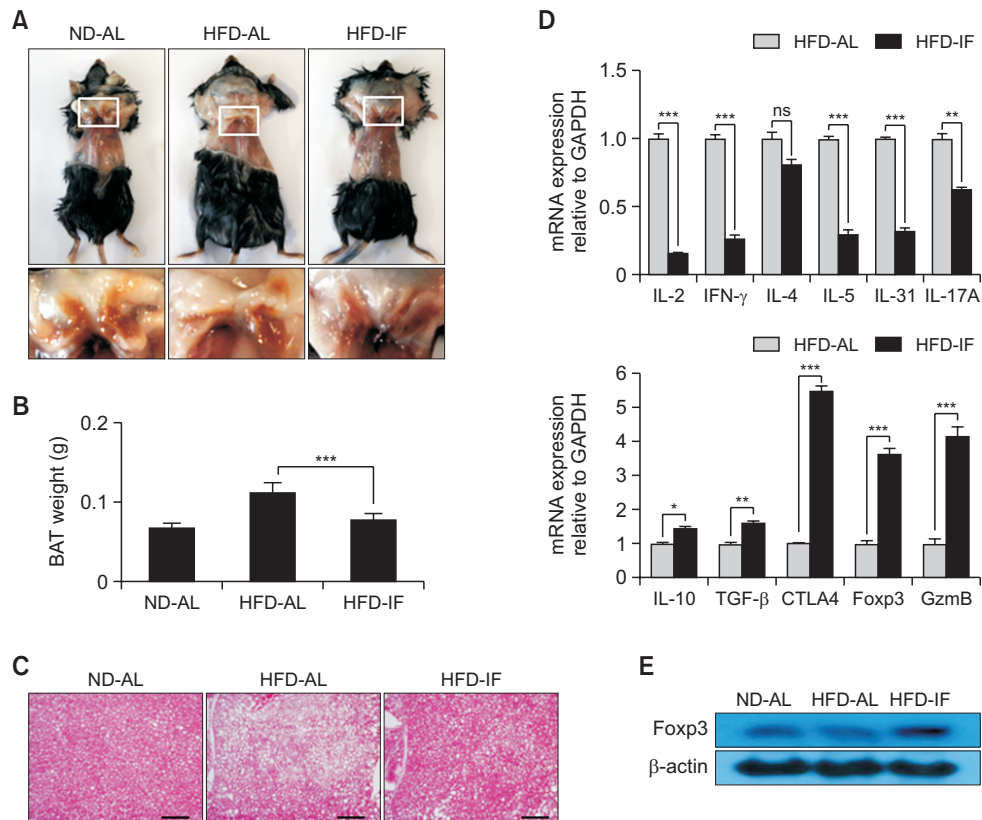 A
ND-AL HFD-AL HFD-IF
B
BAT weight (g)
0.2
0.1
0
***
ND-AL HFD-AL HFD-IF
C
ND-AL HFD-AL HFD-IF
D
HFD-AL HFD-IF
mRNA expression
relative to GAPDH
1.5
1.0
0.5
0
*** *** ns *** *** **
IL-2 IFN-γ IL-4 IL-5 IL-31 IL-17A
HFD-AL HFD-IF
mRNA expression
relative to GAPDH
6
5
4
3
2
1
0
* ** *** *** ***
IL-10 TGF-β CTLA4 Foxp3 GzmB
E
ND-AL HFD-AL HFD-IF
Foxp3
β-actin